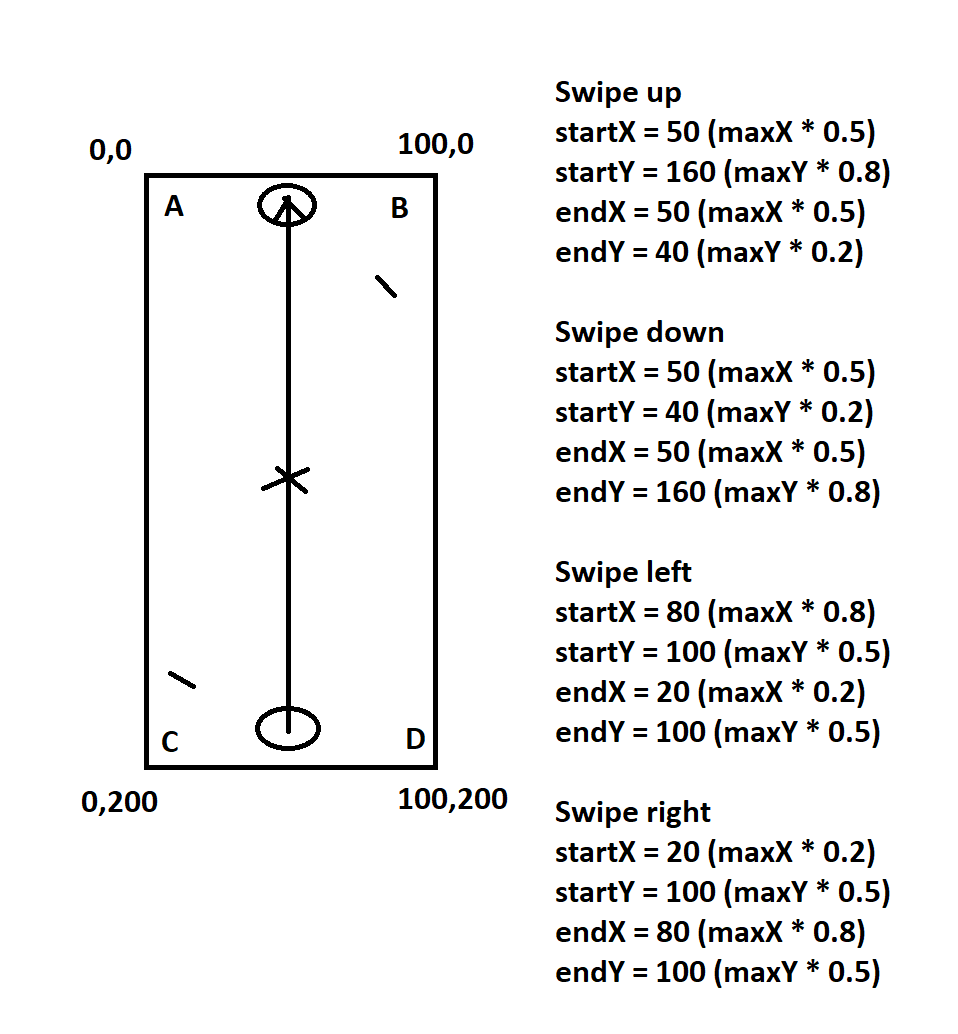 0,0
100,0
A
B
C
D
0,200
100,200
Swipe up
startX = 50 (maxX * 0.5)
startY = 160 (maxY * 0.8)
endX = 50 (maxX * 0.5)
endY = 40 (maxY * 0.2)
Swipe down
startX = 50 (maxX * 0.5)
startY = 40 (maxY * 0.2)
endX = 50 (maxX * 0.5)
endY = 160 (maxY * 0.8)
Swipe left
startX = 80 (maxX * 0.8)
startY = 100 (maxY * 0.5)
endX = 20 (maxX * 0.2)
endY = 100 (maxY * 0.5)
Swipe right
startX = 20 (maxX * 0.2)
startY = 100 (maxY * 0.5)
endX = 80 (maxX * 0.8)
endY = 100 (maxY * 0.5)